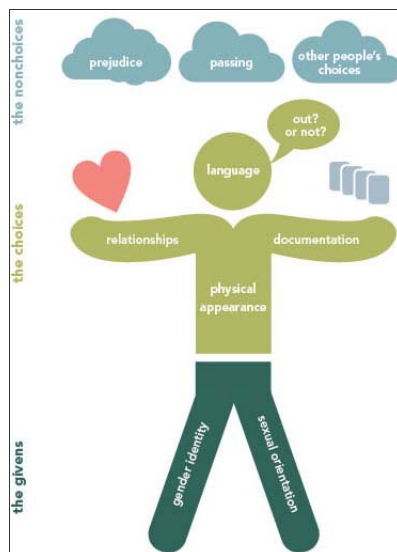 the nonchoices
prejudice
passing
other people's
choices
out?
or not?
language
the choices
relationships
documentation
physical
appearance
the givens
gender identity
sexual orientation